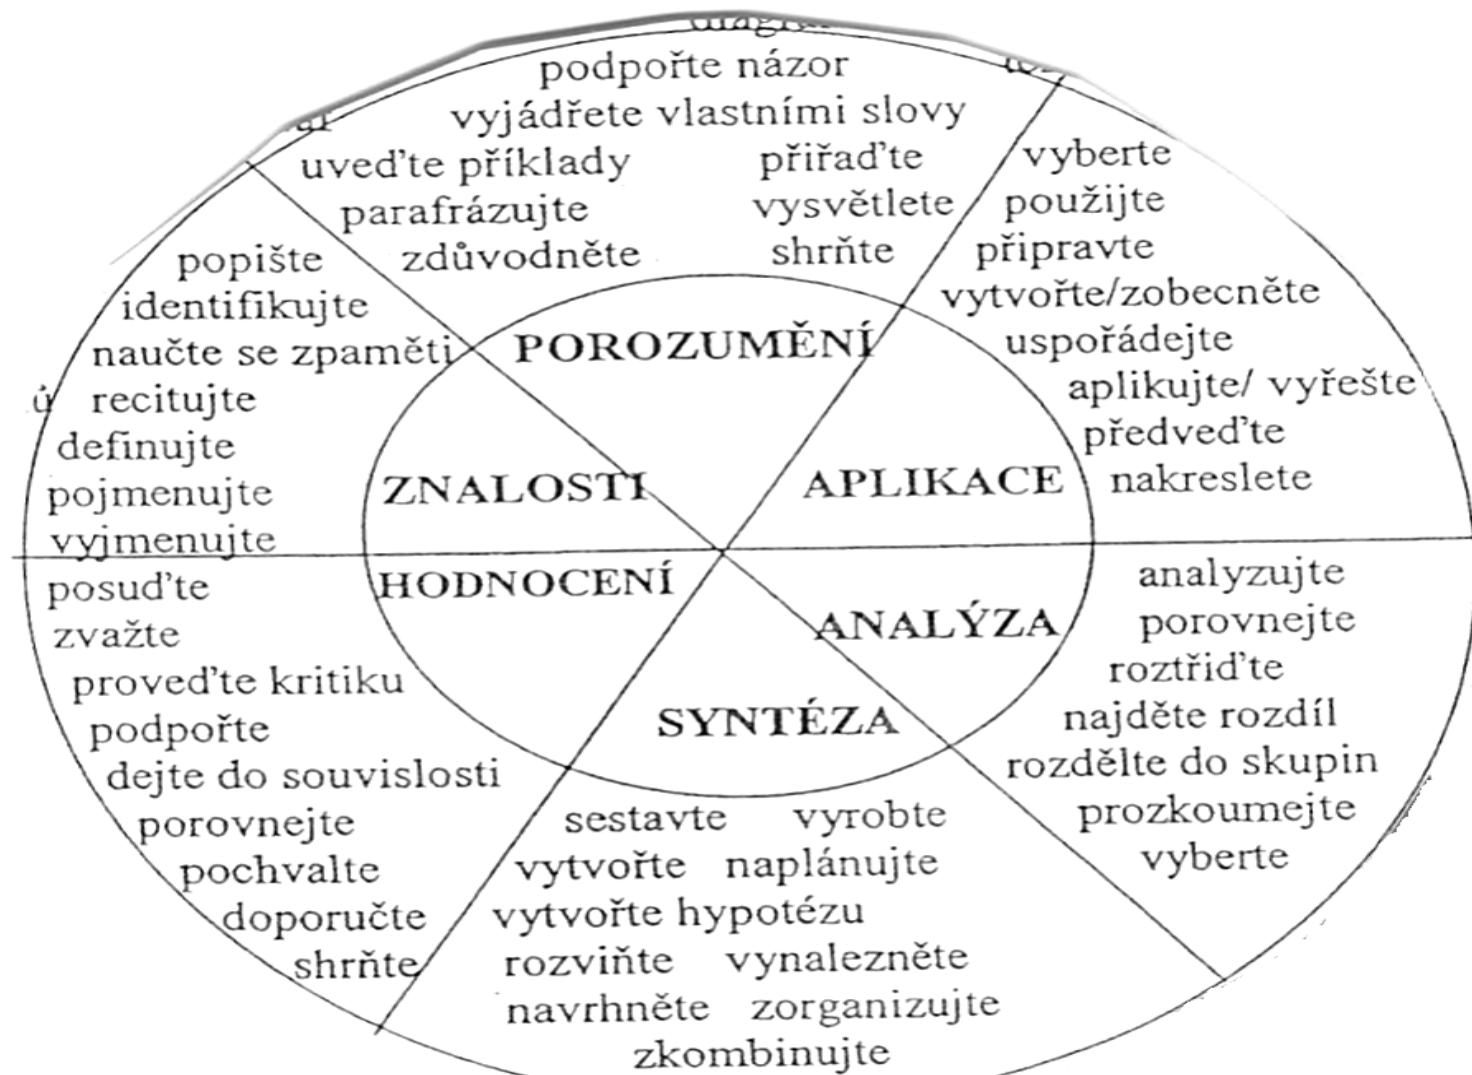 podpořte názor
vyjádřete vlastními slovy
uveďte příklady přiřaďte
parafrázujte vysvětlete
zdůvodněte shrňte
POROZUMĚNÍ
vyberte
použijte
připravte
vytvořte/zobecněte
uspořádejte
aplikujte/ vyřešte
předveďte
nakreslete
APLIKACE
popište
identifikujte
naučte se zpaměti
recitujte
definujte
pojmenujte
vyjmenujte
ZNALOSTI
HODNOCENÍ
posuďte
zvažte
proveďte kritiku
podpořte
dejte do souvislosti
porovnejte
pochvalte
doporučte
shrňte
ANALÝZA
analyzujte
porovnejte
roztřiďte
najděte rozdíl
rozdělte do skupin
prozkoumejte
vyberte
SYNTÉZA
sestavte vyrobte
vytvořte naplánujte
vytvořte hypotézu
rozviňte vynalezněte
navrhněte zorganizujte
zkombinujte